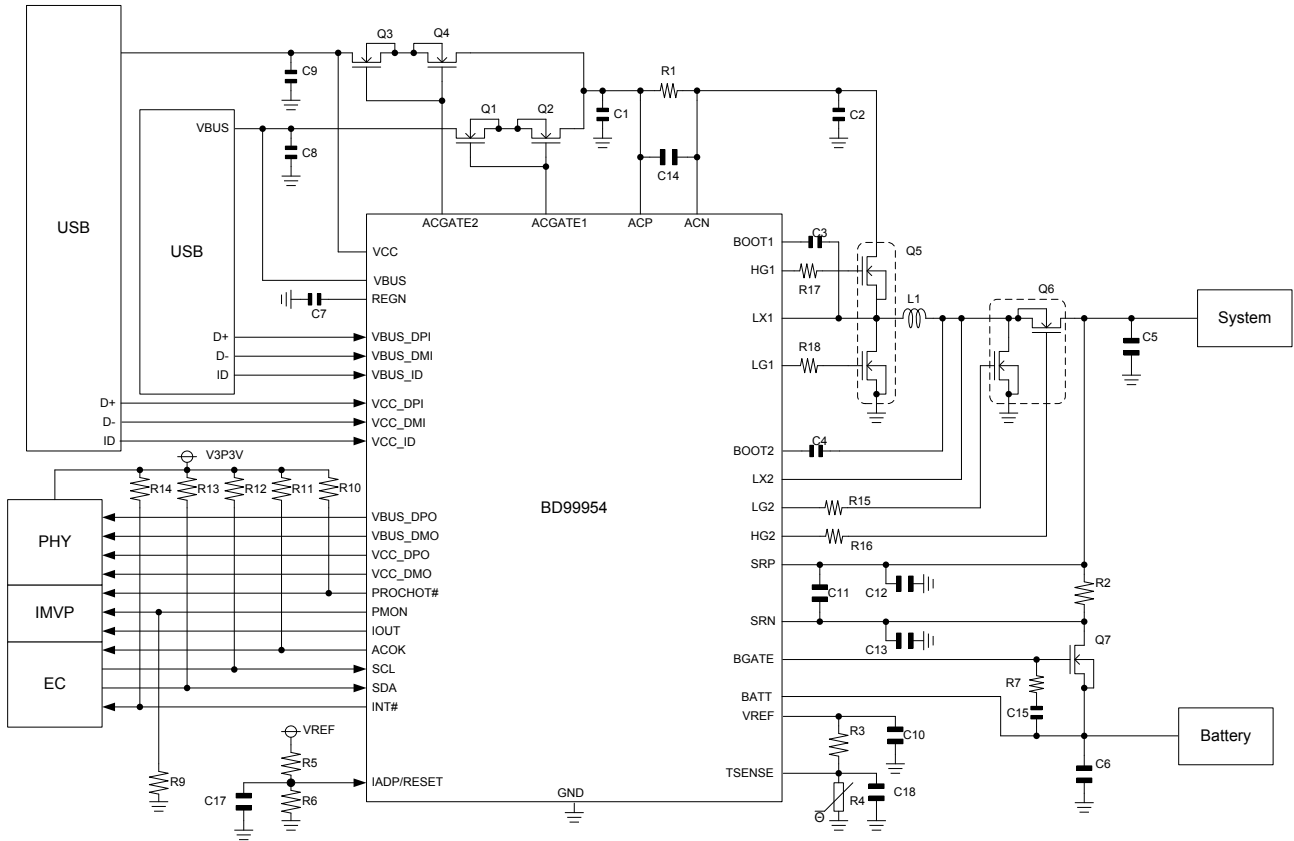 Q3
Q4
C9
R1
C1
C2
Q1
Q2
VBUS
C8
C14
USB
USB
ACGATE2
ACGATE1
ACP
ACN
VCC
VBUS
REGN
C7
BOOT1
C3
HG1
R17
Q5
LX1
L1
Q6
System
C5
LG1
R18
D+
D-
ID
VBUS_DPI
VBUS_DMI
VBUS_ID
D+
D-
ID
VCC_DPI
VCC_DMI
VCC_ID
BOOT2
C4
LX2
LG2
R15
HG2
R16
V3P3V
R14
R13
R12
R11
R10
BD99954
PHY
IMVP
EC
VBUS_DPO
VBUS_DMO
VCC_DPO
VCC_DMO
PROCHOT#
PMON
IOUT
ACOK
SCL
SDA
INT#
SRP
C11
C12
R2
SRN
C13
Q7
BGATE
R7
BATT
C15
VREF
R3
C10
Battery
C6
TSENSE
R4
C18
Θ
VREF
R5
R9
IADP/RESET
C17
R6
GND